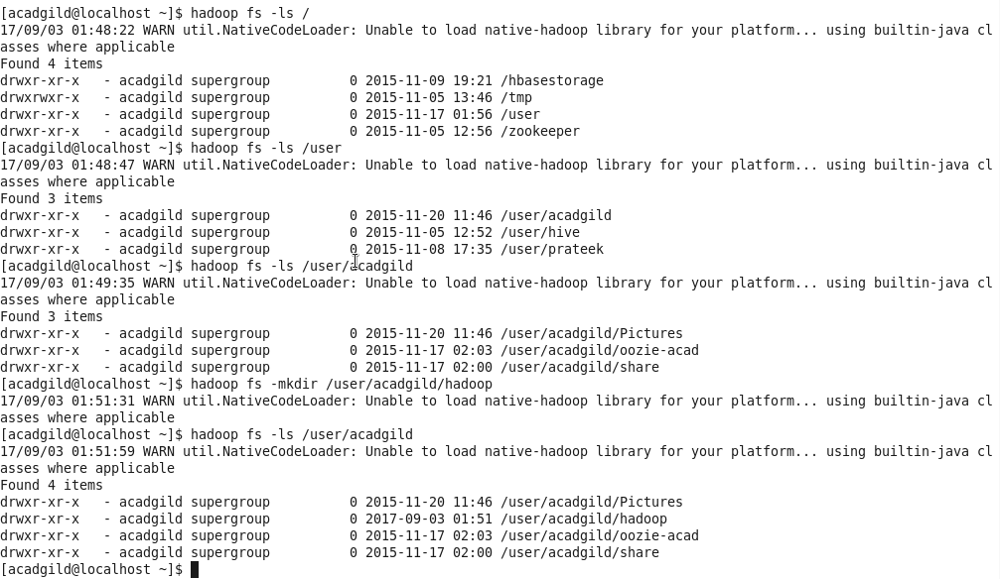 [acadgild@localhost ~]$ hadoop fs -ls /
17/09/03 01:48:22 WARN util.NativeCodeLoader: Unable to load native-hadoop library for your platform... using builtin-java cl
asses where applicable
Found 4 items
drwxr-xr-x   - acadgild supergroup          0 2015-11-09 19:21 /hbasestorage
drwxrwxr-x   - acadgild supergroup          0 2015-11-05 13:46 /tmp
drwxr-xr-x   - acadgild supergroup          0 2015-11-17 01:56 /user
drwxr-xr-x   - acadgild supergroup          0 2015-11-05 12:56 /zookeeper
[acadgild@localhost ~]$ hadoop fs -ls /user
17/09/03 01:48:47 WARN util.NativeCodeLoader: Unable to load native-hadoop library for your platform... using builtin-java cl
asses where applicable
Found 3 items
drwxr-xr-x   - acadgild supergroup          0 2015-11-20 11:46 /user/acadgild
drwxr-xr-x   - acadgild supergroup          0 2015-11-05 12:52 /user/hive
drwxr-xr-x   - acadgild supergroup          0 2015-11-08 17:35 /user/prateek
[acadgild@localhost ~]$ hadoop fs -ls /user/acadgild
17/09/03 01:49:35 WARN util.NativeCodeLoader: Unable to load native-hadoop library for your platform... using builtin-java cl
asses where applicable
Found 3 items
drwxr-xr-x   - acadgild supergroup          0 2015-11-20 11:46 /user/acadgild/Pictures
drwxr-xr-x   - acadgild supergroup          0 2015-11-17 02:03 /user/acadgild/oozie-acad
drwxr-xr-x   - acadgild supergroup          0 2015-11-17 02:00 /user/acadgild/share
[acadgild@localhost ~]$ hadoop fs -mkdir /user/acadgild/hadoop
17/09/03 01:51:31 WARN util.NativeCodeLoader: Unable to load native-hadoop library for your platform... using builtin-java cl
asses where applicable
[acadgild@localhost ~]$ hadoop fs -ls /user/acadgild
17/09/03 01:51:59 WARN util.NativeCodeLoader: Unable to load native-hadoop library for your platform... using builtin-java cl
asses where applicable
Found 4 items
drwxr-xr-x   - acadgild supergroup          0 2015-11-20 11:46 /user/acadgild/Pictures
drwxr-xr-x   - acadgild supergroup          0 2017-09-03 01:51 /user/acadgild/hadoop
drwxr-xr-x   - acadgild supergroup          0 2015-11-17 02:03 /user/acadgild/oozie-acad
drwxr-xr-x   - acadgild supergroup          0 2015-11-17 02:00 /user/acadgild/share
[acadgild@localhost ~]$